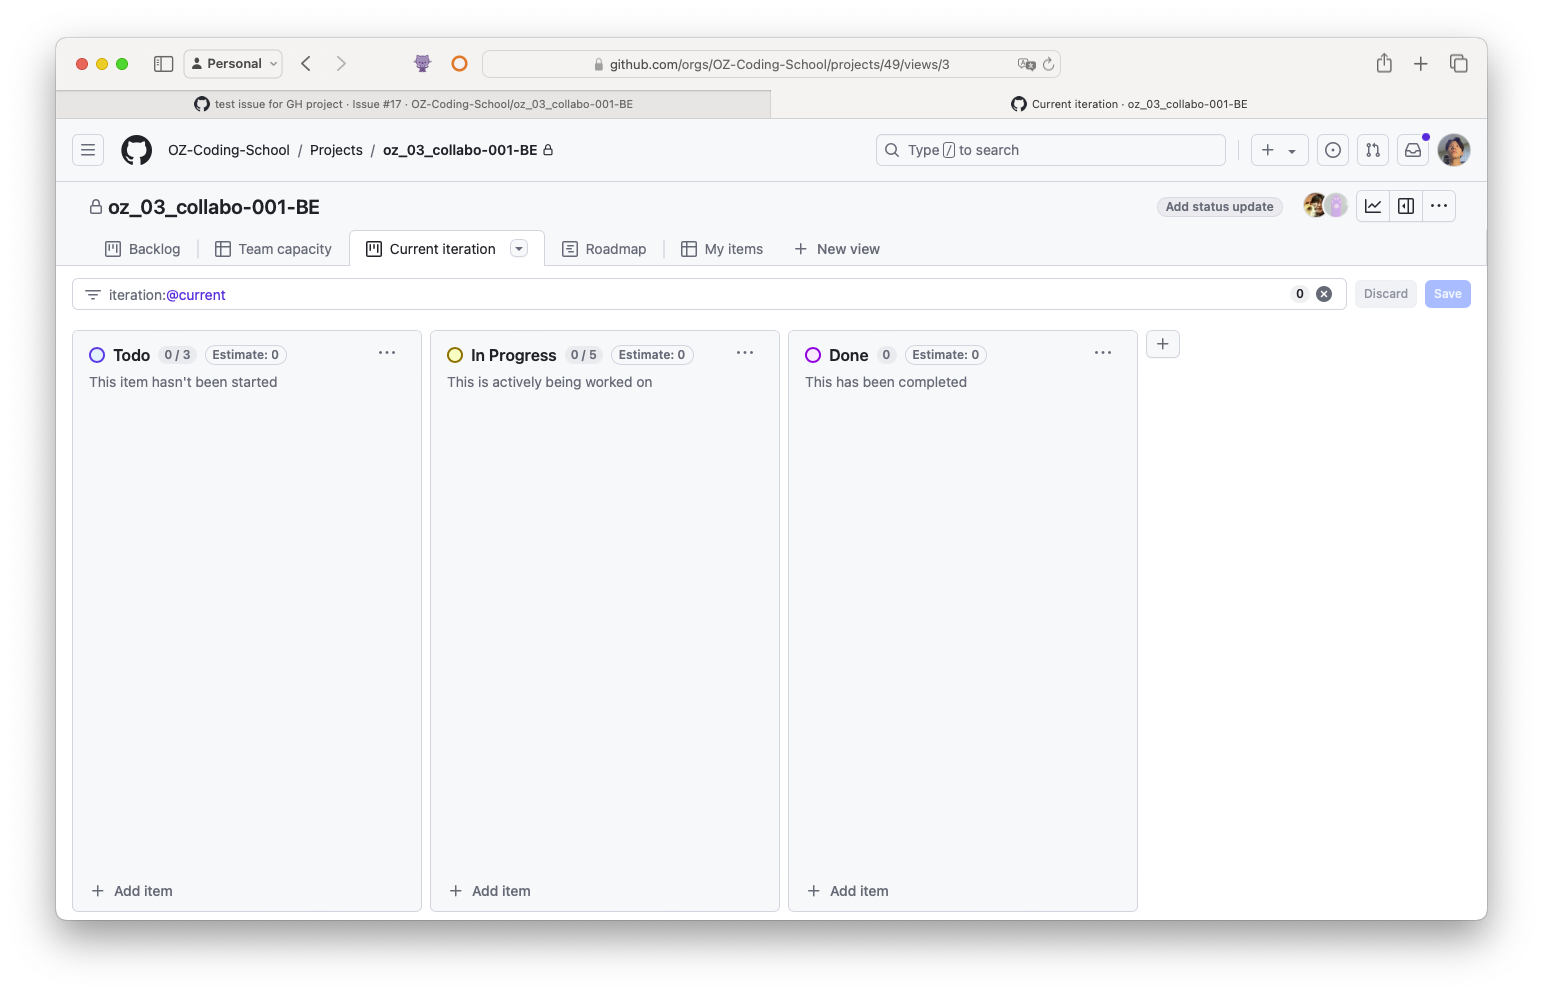 Personal
github.com/orgs/OZ-Coding-School/projects/49/views/3
test issue for GH project · Issue #17 · OZ-Coding-School/oz_03_collabo-001-BE
Current iteration · oz_03_collabo-001-BE
OZ-Coding-School / Projects / oz_03_collabo-001-BE
Type / to search
oz_03_collabo-001-BE
Add status update
Backlog
Team capacity
Current iteration
Roadmap
My items
New view
iteration:@current
0
Discard
Save
Todo 0 / 3 Estimate: 0
This item hasn't been started
Add item
In Progress 0 / 5 Estimate: 0
This is actively being worked on
Add item
Done 0 Estimate: 0
This has been completed
Add item